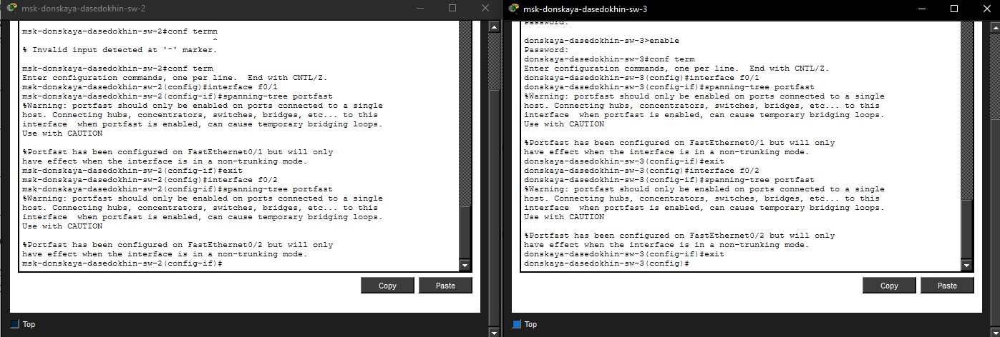 msk-donskaya-dasedokhin-sw-2
msk-donskaya-dasedokhin-sw-2#conf termn
^
% Invalid input detected at '^' marker.
msk-donskaya-dasedokhin-sw-2#conf term
Enter configuration commands, one per line.  End with CNTL/Z.
msk-donskaya-dasedokhin-sw-2(config)#interface f0/1
msk-donskaya-dasedokhin-sw-2(config-if)#spanning-tree portfast
%Warning: portfast should only be enabled on ports connected to a single
host. Connecting hubs, concentrators, switches, bridges, etc... to this
interface  when portfast is enabled, can cause temporary bridging loops.
Use with CAUTION
%Portfast has been configured on FastEthernet0/1 but will only
have effect when the interface is in a non-trunking mode.
msk-donskaya-dasedokhin-sw-2(config-if)#exit
msk-donskaya-dasedokhin-sw-2(config)#interface f0/2
msk-donskaya-dasedokhin-sw-2(config-if)#spanning-tree portfast
%Warning: portfast should only be enabled on ports connected to a single
host. Connecting hubs, concentrators, switches, bridges, etc... to this
interface  when portfast is enabled, can cause temporary bridging loops.
Use with CAUTION
%Portfast has been configured on FastEthernet0/2 but will only
have effect when the interface is in a non-trunking mode.
msk-donskaya-dasedokhin-sw-2(config-if)#
Copy
Paste
Top
msk-donskaya-dasedokhin-sw-3
Password:
donskaya-dasedokhin-sw-3>enable
Password:
donskaya-dasedokhin-sw-3#conf term
Enter configuration commands, one per line.  End with CNTL/Z.
donskaya-dasedokhin-sw-3(config)#interface f0/1
donskaya-dasedokhin-sw-3(config-if)#spanning-tree portfast
%Warning: portfast should only be enabled on ports connected to a single
host. Connecting hubs, concentrators, switches, bridges, etc... to this
interface  when portfast is enabled, can cause temporary bridging loops.
Use with CAUTION
%Portfast has been configured on FastEthernet0/1 but will only
have effect when the interface is in a non-trunking mode.
donskaya-dasedokhin-sw-3(config-if)#exit
donskaya-dasedokhin-sw-3(config)#interface f0/2
donskaya-dasedokhin-sw-3(config-if)#spanning-tree portfast
%Warning: portfast should only be enabled on ports connected to a single
host. Connecting hubs, concentrators, switches, bridges, etc... to this
interface  when portfast is enabled, can cause temporary bridging loops.
Use with CAUTION
%Portfast has been configured on FastEthernet0/2 but will only
have effect when the interface is in a non-trunking mode.
donskaya-dasedokhin-sw-3(config-if)#exit
donskaya-dasedokhin-sw-3(config)#
Copy
Paste
Top